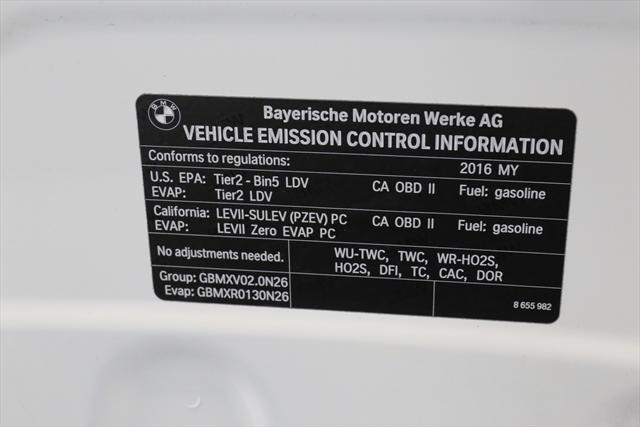 BMW
Bayerische Motoren Werke AG
VEHICLE EMISSION CONTROL INFORMATION
Conforms to regulations: 2016 MY
U.S. EPA: Tier2 - Bin5 LDV CA OBD II Fuel: gasoline
EVAP: Tier2 LDV
California: LEVII-SULEV (PZEV) PC CA OBD II Fuel: gasoline
EVAP: LEVII Zero EVAP PC
No adjustments needed. WU-TWC, TWC, WR-HO2S,
HO2S, DFI, TC, CAC, DOR
Group: GBMXV02.0N26
Evap: GBMXR0130N26 8 655 982